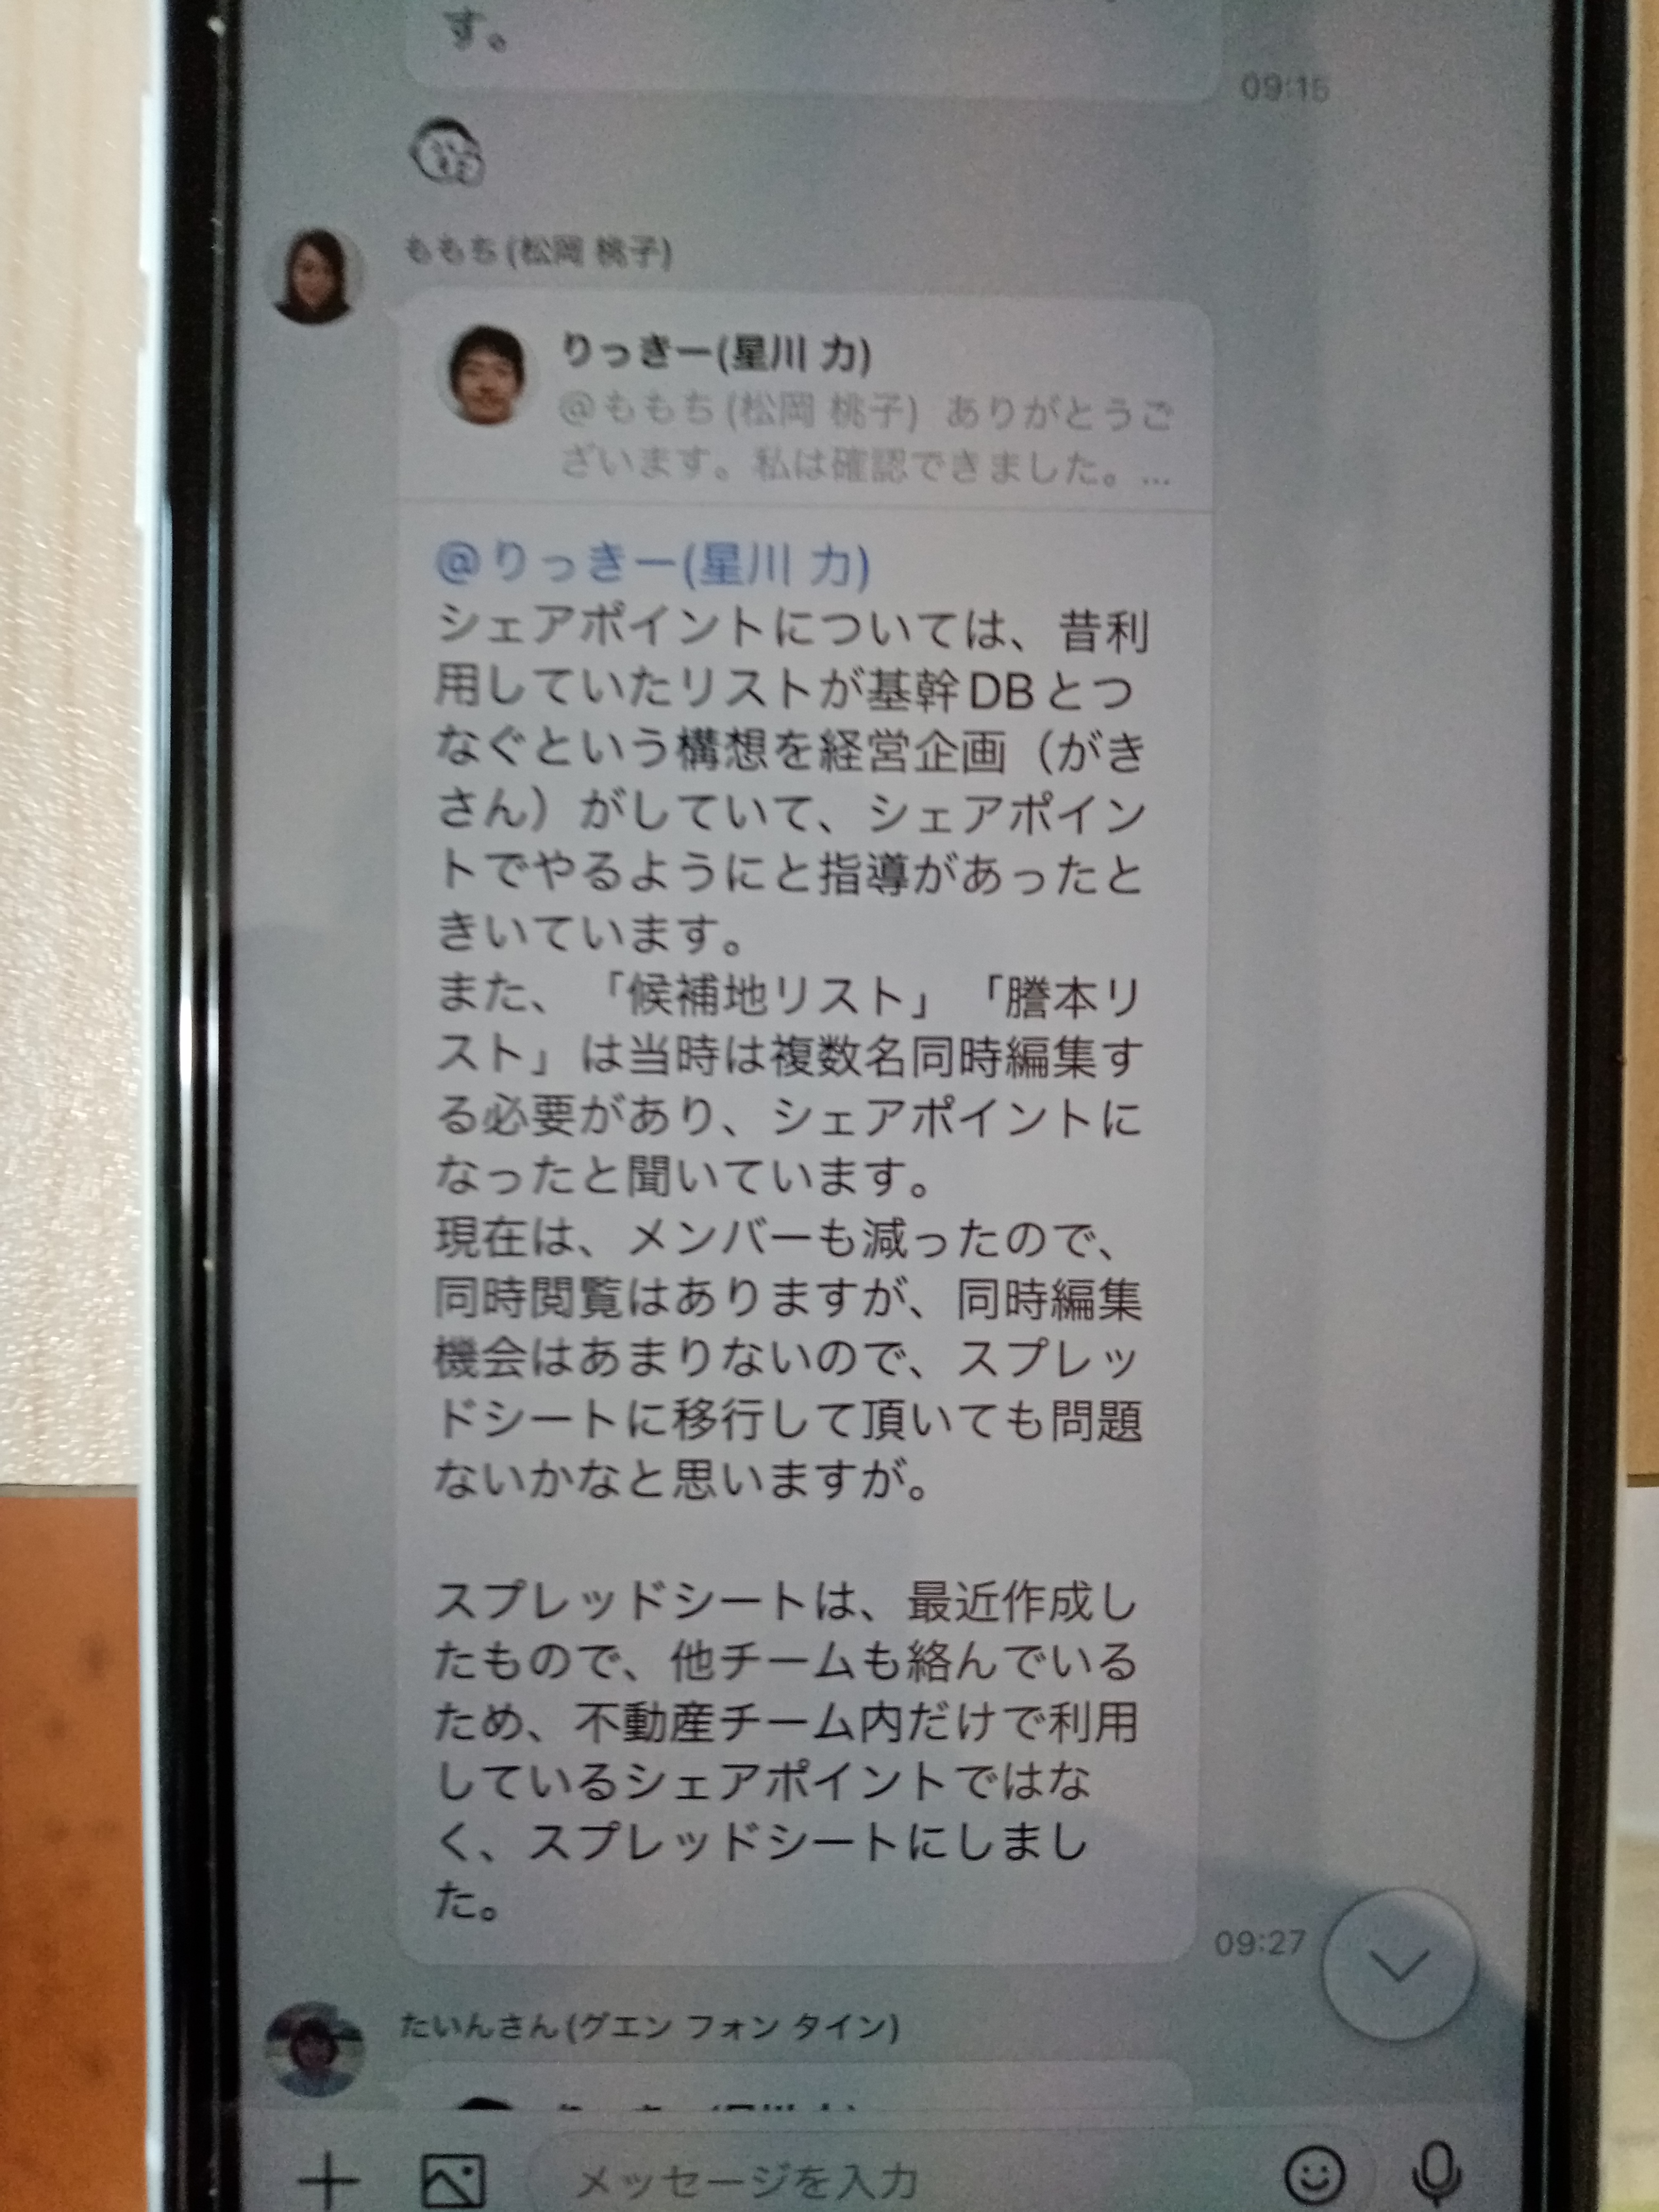 す。
09:15
ももち(松岡 桃子)
りっきー(星川 力)
@ももち(松岡 桃子) ありがとうご
ざいます。私は確認できました。...
@りっきー(星川 力)
シェアポイントについては、昔利
用していたリストが基幹DBとつ
なぐという構想を経営企画（がき
さん）がしていて、シェアポイン
トでやるようにと指導があったと
きいています。
また、「候補地リスト」「謄本リ
スト」は当時は複数名同時編集す
る必要があり、シェアポイントに
なったと聞いています。
現在は、メンバーも減ったので、
同時閲覧はありますが、同時編集
機会はあまりないので、スプレッ
ドシートに移行して頂いても問題
ないかなと思いますが。
スプレッドシートは、最近作成し
たもので、他チームも絡んでいる
ため、不動産チーム内だけで利用
しているシェアポイントではな
く、スプレッドシートにしまし
た。
09:27
たいんさん(グエン フォン タイン)
メッセージを入力